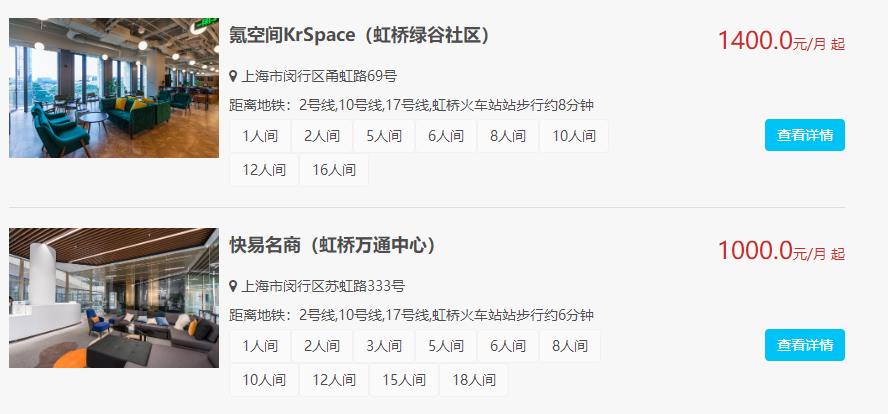 氪空间KrSpace（虹桥绿谷社区）
1400.0元/月 起
上海市闵行区甬虹路69号
距离地铁：2号线,10号线,17号线,虹桥火车站站步行约8分钟
1人间 2人间 5人间 6人间 8人间 10人间
查看详情
12人间 16人间
快易名商（虹桥万通中心）
1000.0元/月 起
上海市闵行区苏虹路333号
距离地铁：2号线,10号线,17号线,虹桥火车站站步行约6分钟
1人间 2人间 3人间 5人间 6人间 8人间
查看详情
10人间 12人间 15人间 18人间